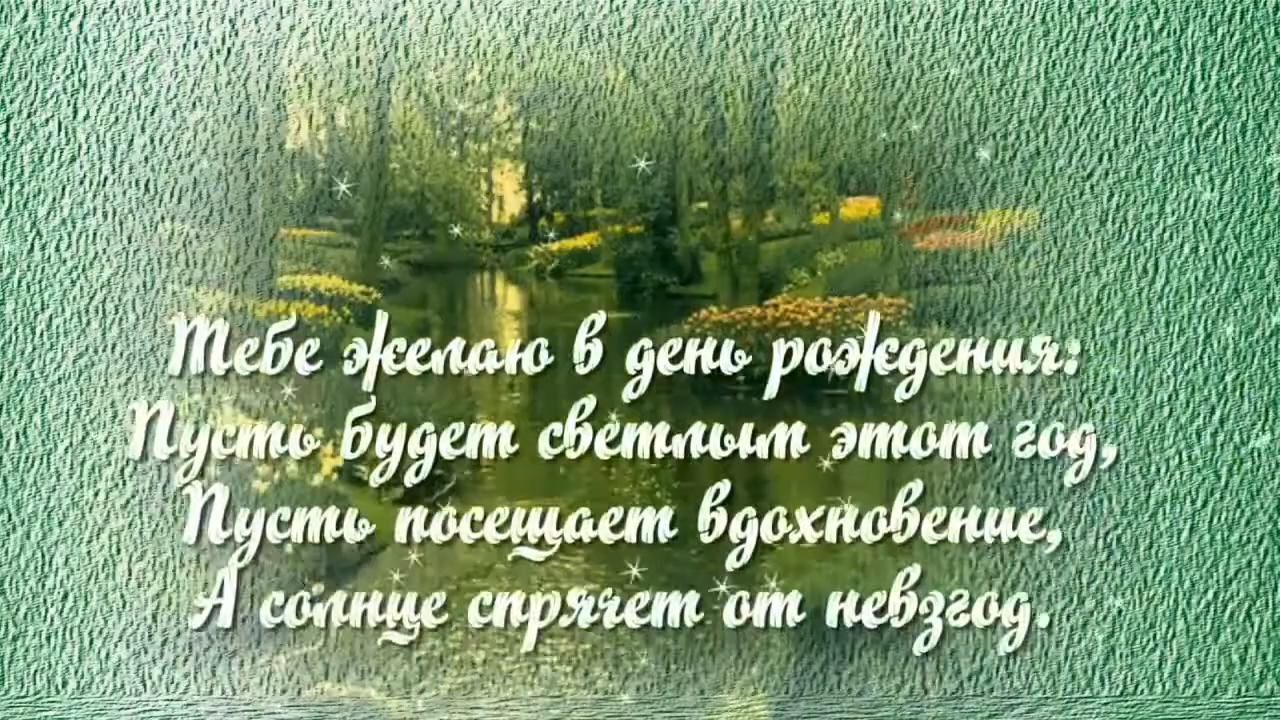 Тебе желаю в день рождения:
Пусть будет светлым этот год,
Пусть посещает вдохновение,
А солнце спрячет от невзгод.